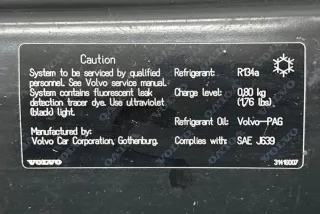 Caution
System to be serviced by qualified
personnel. See Volvo service manual.
System contains fluorescent leak
detection tracer dye. Use ultraviolet
(black) light.
Manufactured by:
Volvo Car Corporation, Gothenburg.
VOLVO
Refrigerant: R134a
Charge level: 0,80 kg
(1,76 lbs)
Refrigerant Oil: Volvo-PAG
Complies with: SAE J639
31416007